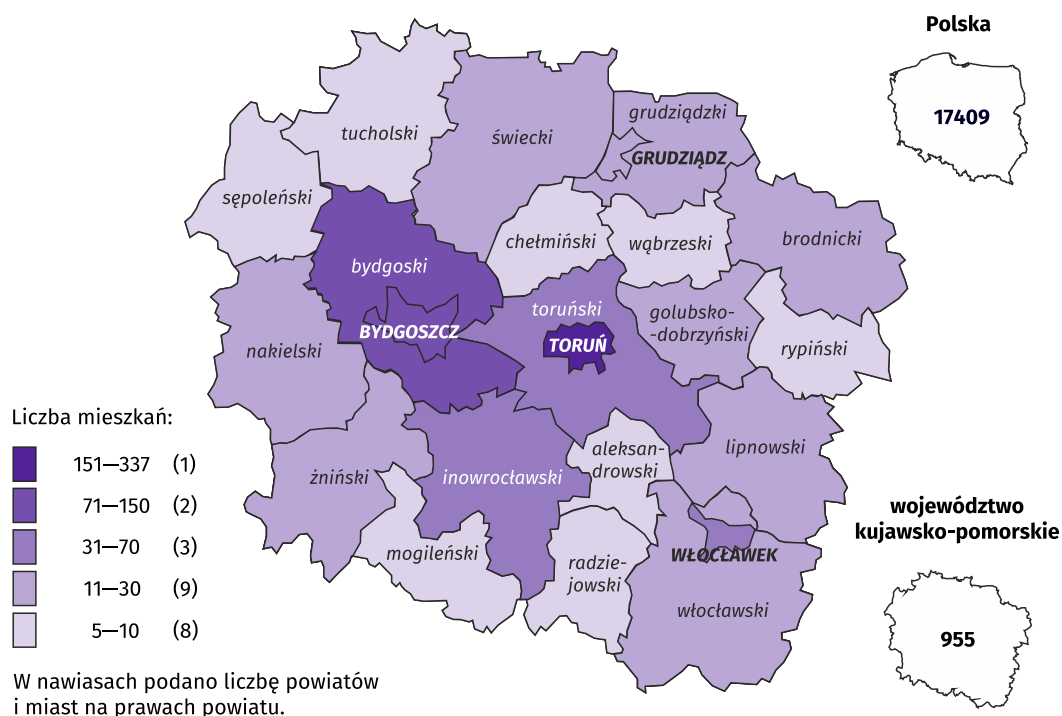 Polska
17409
tucholski
świecki
grudziądzki
GRUDZIĄDZ
sępoleński
chełmiński
wąbrzeski
brodnicki
bydgoski
toruński
golubsko-
-dobrzyński
BYDGOSZCZ
TORUŃ
nakielski
rypiński
Liczba mieszkań:
151—337 (1)
71—150 (2)
31—70 (3)
11—30 (9)
5—10 (8)
W nawiasach podano liczbę powiatów
i miast na prawach powiatu.
aleksan-
drowski
lipnowski
żniński
inowrocławski
mogileński
radzie-
jowski
WŁOCŁAWEK
włocławski
województwo
kujawsko-pomorskie
955